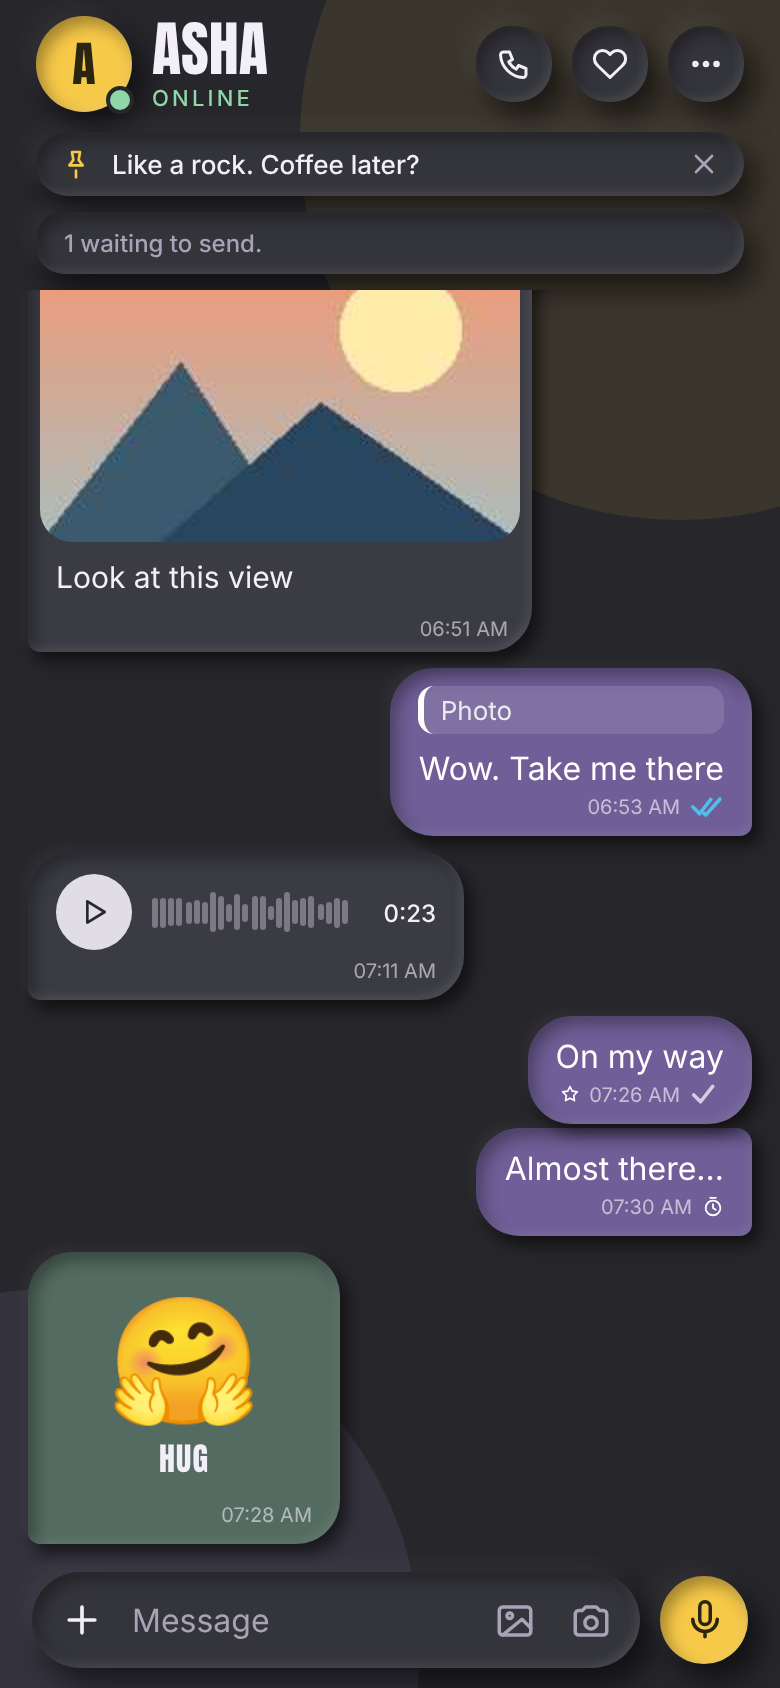 A
ASHA
ONLINE
Like a rock. Coffee later?
1 waiting to send.
Look at this view
06:51 AM
Photo
Wow. Take me there
06:53 AM
0:23
07:11 AM
On my way
07:26 AM
Almost there...
07:30 AM
HUG
07:28 AM
Message